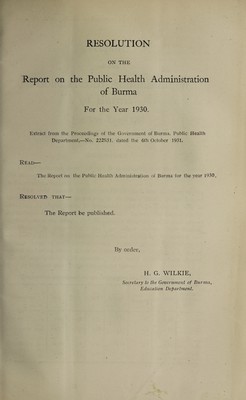 RESOLUTION
ON THE
Report on the Public Health Administration
of Burma
For the Year 1930.
Extract from the Proceedings of the Government of Burma, Public Health
Department,—No. dated the 4th October 1931.
READ—
The Report on the Public Health Administration of Burma for the year 1930.
RESOLVED THAT—
The Report be published.
By order,
H. G. WILKIE,
Secretary to the Government of Burma,
Education Department.